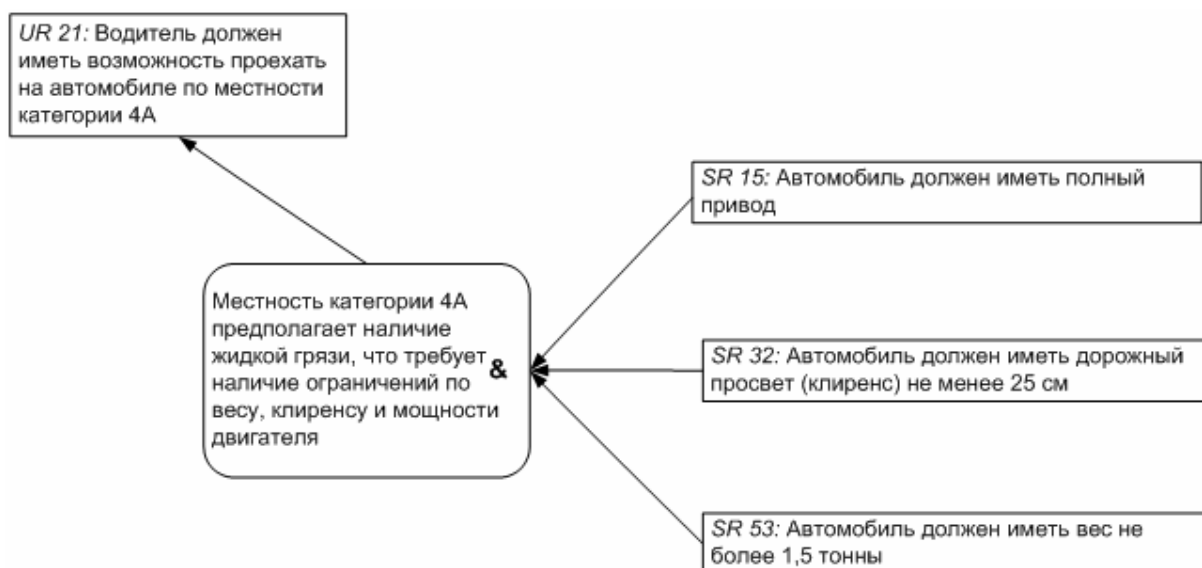 UR 21: Водитель должен
иметь возможность проехать
на автомобиле по местности
категории 4А
SR 15: Автомобиль должен иметь полный
привод
Местность категории 4А
предполагает наличие
жидкой грязи, что требует
наличие ограничений по
весу, клиренсу и мощности
двигателя
&
SR 32: Автомобиль должен иметь дорожный
просвет (клиренс) не менее 25 см
SR 53: Автомобиль должен иметь вес не
более 1,5 тонны